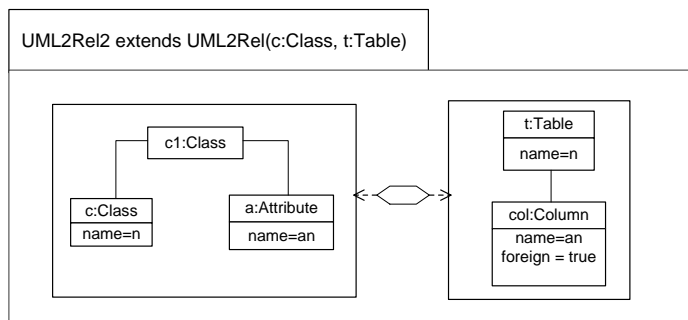 UML2Rel2 extends UML2Rel(c:Class, t:Table)
c1:Class
c:Class
name=n
a:Attribute
name=an
t:Table
name=n
col:Column
name=an
foreign = true